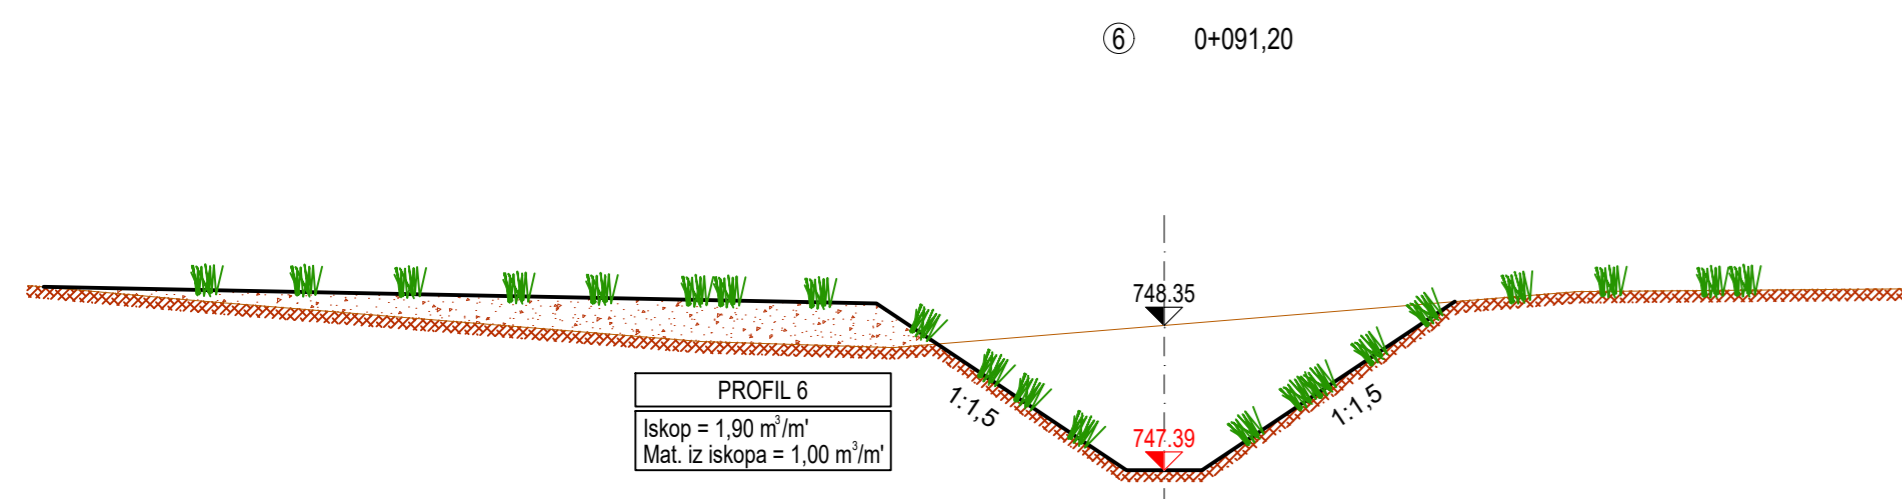 6 0+091,20
748.35
PROFIL 6
1:1,5
1:1,5
Iskop = 1,90 m³/m'
747.39
Mat. iz iskopa = 1,00 m³/m'